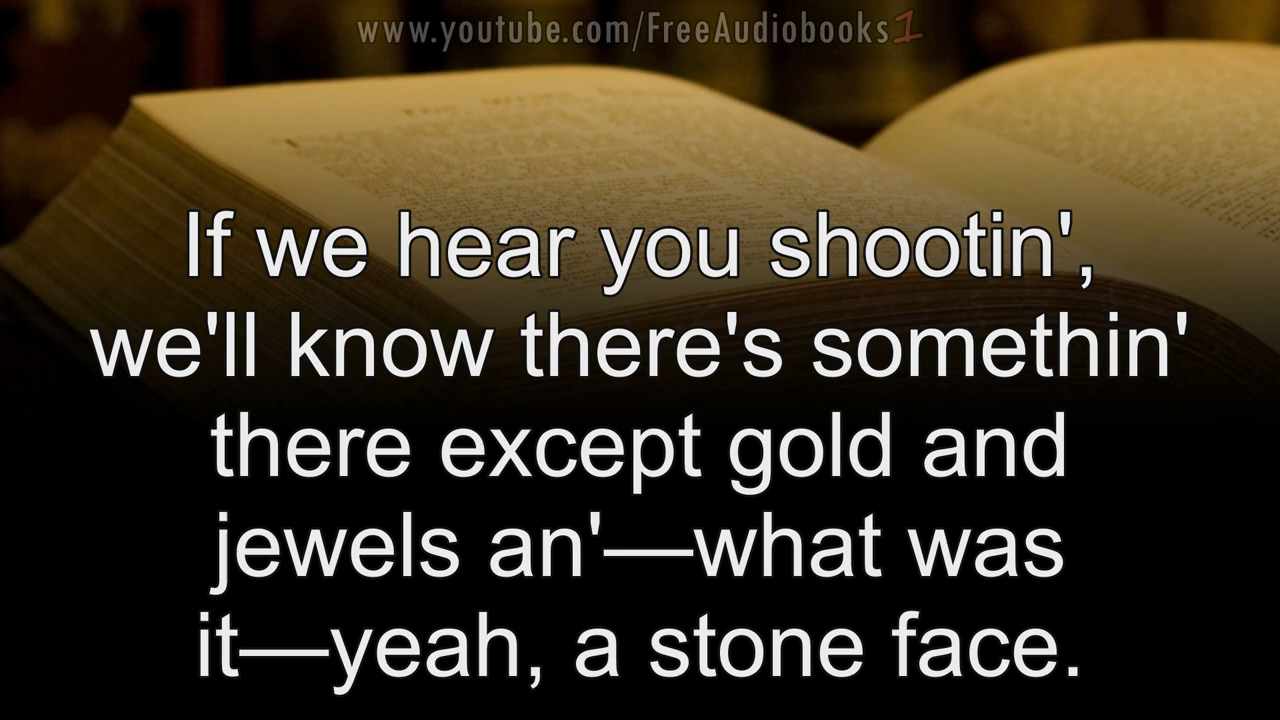 www.youtube.com/FreeAudiobooks1
If we hear you shootin',
we'll know there's somethin'
there except gold and
jewels an'—what was
it—yeah, a stone face.